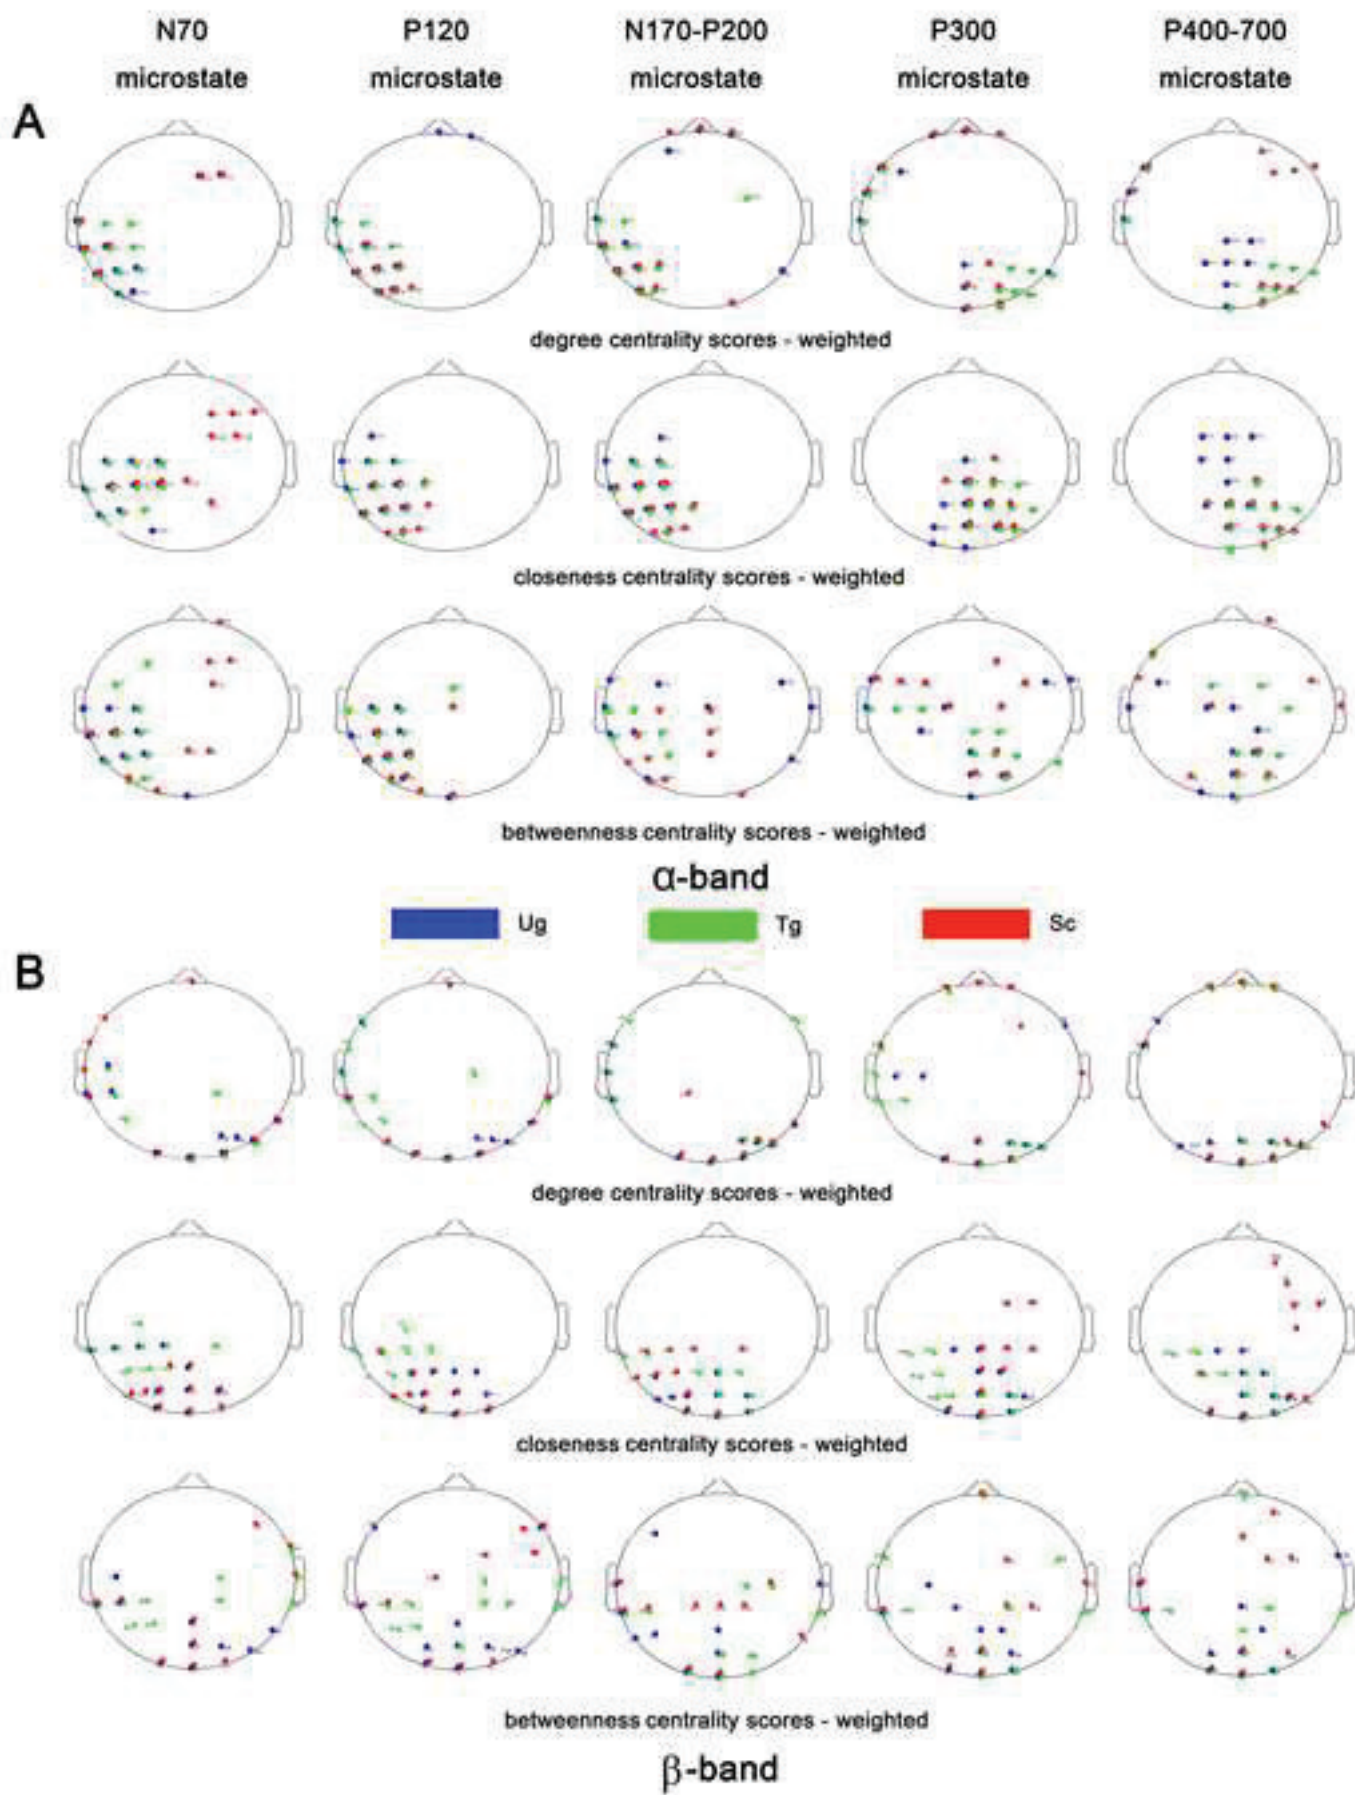 N70 P120 N170-P200 P300 P400-700
microstate microstate microstate microstate microstate
A
degree centrality scores - weighted
closeness centrality scores - weighted
betweenness centrality scores - weighted
α-band
Ug Tg Sc
B
degree centrality scores - weighted
closeness centrality scores - weighted
betweenness centrality scores - weighted
β-band